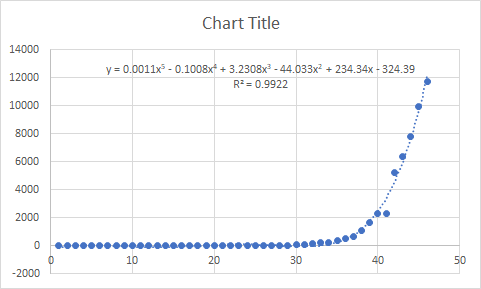 Chart Title
14000
12000
y = 0.0011x⁵ - 0.1008x⁴ + 3.2308x³ - 44.033x² + 234.34x - 324.39
R² = 0.9922
10000
8000
6000
4000
2000
0
-2000
0 10 20 30 40 50